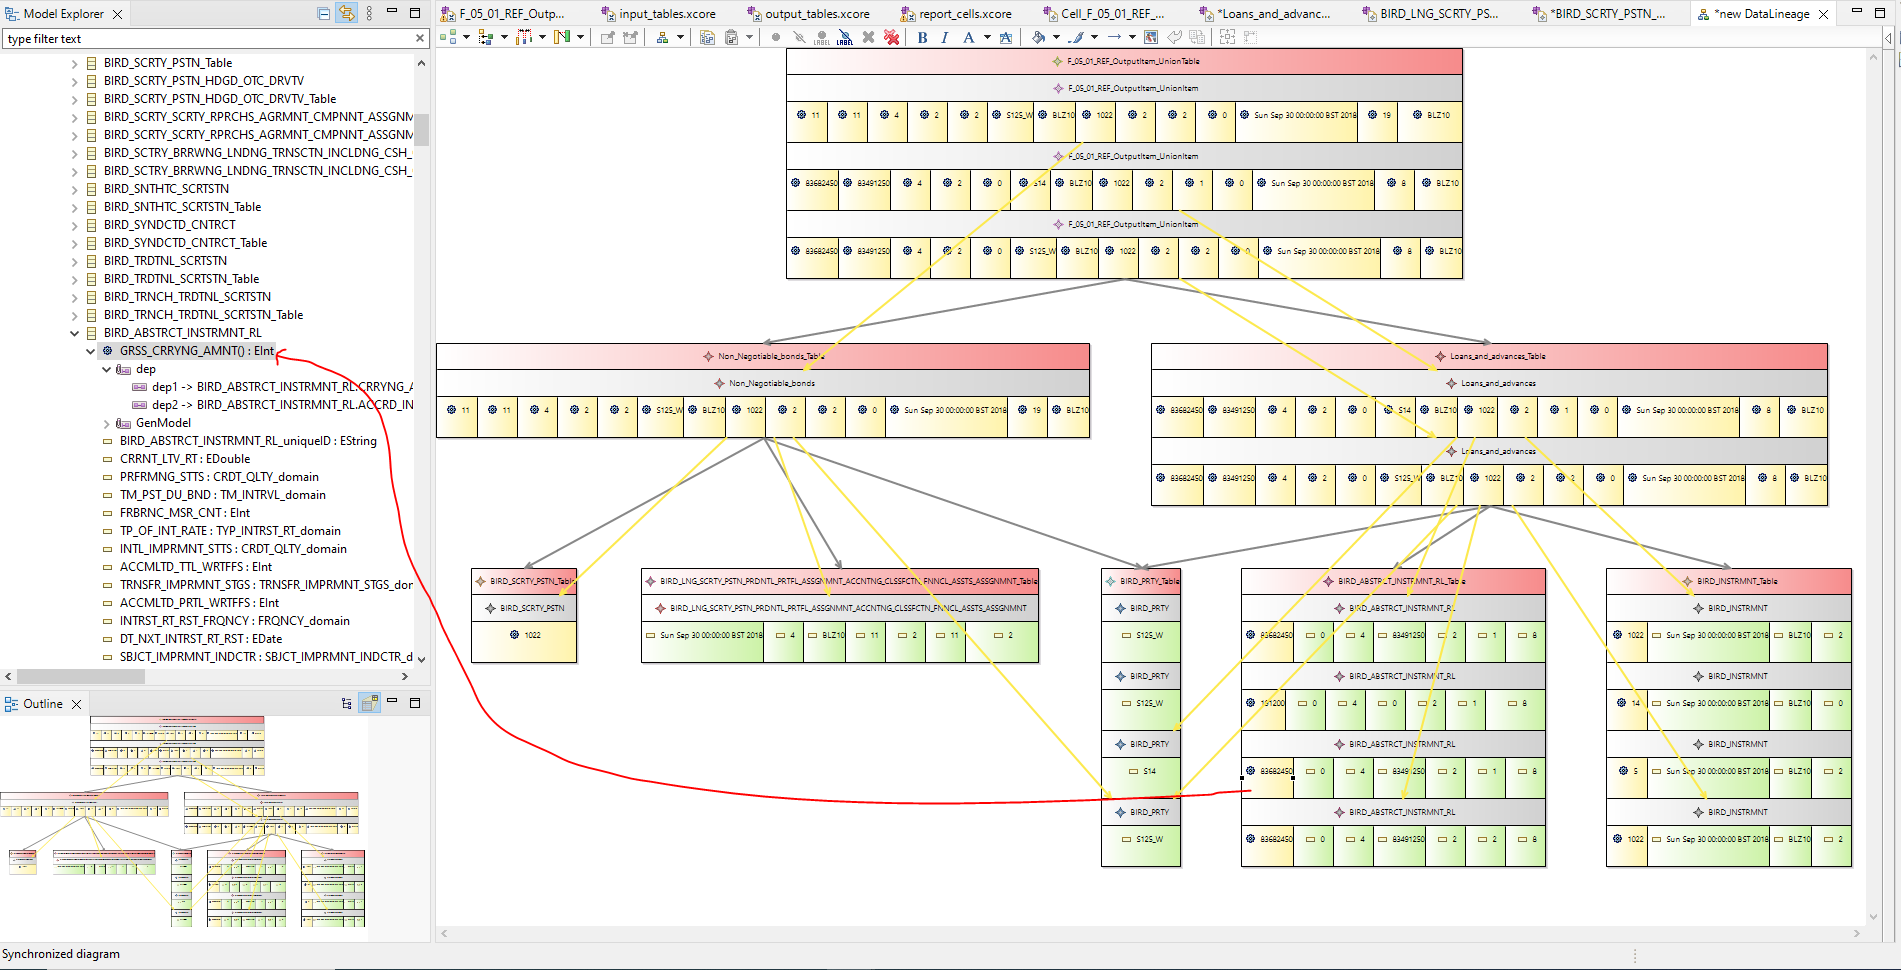 Model Explorer
F_05_01_REF_Outp...
input_tables.xcore
output_tables.xcore
report_cells.xcore
Cell_F_05_01_REF_...
*Loans_and_advanc...
BIRD_LNG_SCRTY_PS...
*BIRD_SCRTY_PSTN_...
*new DataLineage
type filter text
LABEL LABEL B I A
BIRD_SCRTY_PSTN_Table
BIRD_SCRTY_PSTN_HDGD_OTC_DRVTV
BIRD_SCRTY_PSTN_HDGD_OTC_DRVTV_Table
BIRD_SCRTY_SCRTY_RPRCHS_AGRMNT_CMPNNT_ASSGNM
BIRD_SCRTY_SCRTY_RPRCHS_AGRMNT_CMPNNT_ASSGNM
BIRD_SCTRY_BRRWNG_LNDNG_TRNSCTN_INCLDNG_CSH_
BIRD_SCTRY_BRRWNG_LNDNG_TRNSCTN_INCLDNG_CSH_
BIRD_SNTHTC_SCRTSTN
BIRD_SNTHTC_SCRTSTN_Table
BIRD_SYNDCTD_CNTRCT
BIRD_SYNDCTD_CNTRCT_Table
BIRD_TRDTNL_SCRTSTN
BIRD_TRDTNL_SCRTSTN_Table
BIRD_TRNCH_TRDTNL_SCRTSTN
BIRD_TRNCH_TRDTNL_SCRTSTN_Table
BIRD_ABSTRCT_INSTRMNT_RL
GRSS_CRRYNG_AMNT() : EInt
dep
dep1 -> BIRD_ABSTRCT_INSTRMNT_RL.CRRYNG_A
dep2 -> BIRD_ABSTRCT_INSTRMNT_RL.ACCRD_IN
GenModel
BIRD_ABSTRCT_INSTRMNT_RL_uniqueID : EString
CRRNT_LTV_RT : EDouble
PRFRMNG_STTS : CRDT_QLTY_domain
TM_PST_DU_BND : TM_INTRVL_domain
FRBRNC_MSR_CNT : EInt
TP_OF_INT_RATE : TYP_INTRST_RT_domain
INTL_IMPRMNT_STTS : CRDT_QLTY_domain
ACCMLTD_TTL_WRTFFS : EInt
TRNSFR_IMPRMNT_STGS : TRNSFR_IMPRMNT_STGS_don
ACCMLTD_PRTL_WRTFFS : EInt
INTRST_RT_RST_FRQNCY : FRQNCY_domain
DT_NXT_INTRST_RT_RST : EDate
SBJCT_IMPRMNT_INDCTR : SBJCT_IMPRMNT_INDCTR_d
Outline
F_05_01_REF_OutputItem_UnionTable
F_05_01_REF_OutputItem_UnionItem
11 11 4 2 2 S125_W BLZ10 1022 2 2 0 Sun Sep 30 00:00:00 BST 2018 19 BLZ10
F_05_01_REF_OutputItem_UnionItem
83682450 83491250 4 2 0 S14 BLZ10 1022 2 1 0 Sun Sep 30 00:00:00 BST 2018 8 BLZ10
F_05_01_REF_OutputItem_UnionItem
83682450 83491250 4 2 0 S125_W BLZ10 1022 2 2 0 Sun Sep 30 00:00:00 BST 2018 8 BLZ10
Non_Negotiable_bonds_Table
Non_Negotiable_bonds
11 11 4 2 2 S125_W BLZ10 1022 2 2 0 Sun Sep 30 00:00:00 BST 2018 19 BLZ10
Loans_and_advances_Table
Loans_and_advances
83682450 83491250 4 2 0 S14 BLZ10 1022 2 1 0 Sun Sep 30 00:00:00 BST 2018 8 BLZ10
Loans_and_advances
83682450 83491250 4 2 0 S125_W BLZ10 1022 2 2 0 Sun Sep 30 00:00:00 BST 2018 8 BLZ10
BIRD_SCRTY_PSTN_Table
BIRD_SCRTY_PSTN
1022
BIRD_LNG_SCRTY_PSTN_PRDNTL_PRTFL_ASSGNMNT_ACCNTNG_CLSSFCTN_FNNCL_ASSTS_ASSGNMNT_Table
BIRD_LNG_SCRTY_PSTN_PRDNTL_PRTFL_ASSGNMNT_ACCNTNG_CLSSFCTN_FNNCL_ASSTS_ASSGNMNT
Sun Sep 30 00:00:00 BST 2018 4 BLZ10 11 2 11 2
BIRD_PRTY_Table
BIRD_PRTY
S125_W
BIRD_PRTY
S125_W
BIRD_PRTY
S14
BIRD_PRTY
S125_W
BIRD_ABSTRCT_INSTRMNT_RL_Table
BIRD_ABSTRCT_INSTRMNT_RL
83682450 0 4 83491250 2 1 8
BIRD_ABSTRCT_INSTRMNT_RL
191200 0 4 0 2 1 8
BIRD_ABSTRCT_INSTRMNT_RL
83682450 0 4 83491250 2 1 8
BIRD_ABSTRCT_INSTRMNT_RL
83682450 0 4 83491250 2 2 8
BIRD_INSTRMNT_Table
BIRD_INSTRMNT
1022 Sun Sep 30 00:00:00 BST 2018 BLZ10 2
BIRD_INSTRMNT
14 Sun Sep 30 00:00:00 BST 2018 BLZ10 0
BIRD_INSTRMNT
5 Sun Sep 30 00:00:00 BST 2018 BLZ10 2
BIRD_INSTRMNT
1022 Sun Sep 30 00:00:00 BST 2018 BLZ10 2
Synchronized diagram